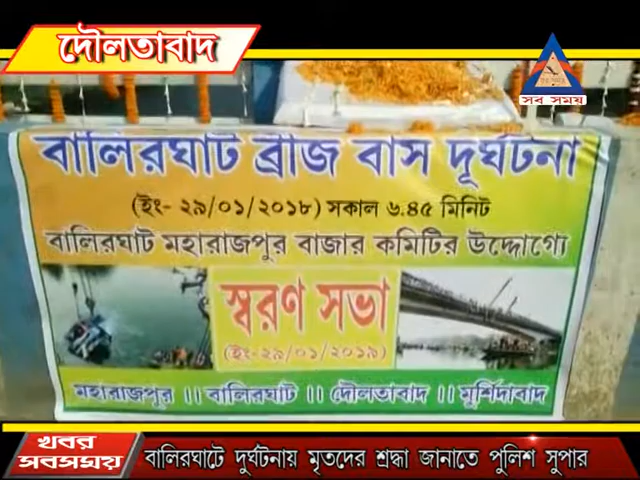 দৌলতাবাদ
সব সময়
বালিরঘাট ব্রীজ বাস দূর্ঘটনা
(ইং- ২৯/০১/২০১৮) সকাল ৬.৪৫ মিনিট
বালিরঘাট মহারাজপুর বাজার কমিটির উদ্দোগ্যে
স্বরণ সভা
(ইং-২৯/০১/২০১৯)
মহারাজপুর ।। বালিরঘাট ।। দৌলতাবাদ ।। মূর্শিদাবাদ
খবর
সবসময়
বালিরঘাটে দুর্ঘটনায় মৃতদের শ্রদ্ধা জানাতে পুলিশ সুপার